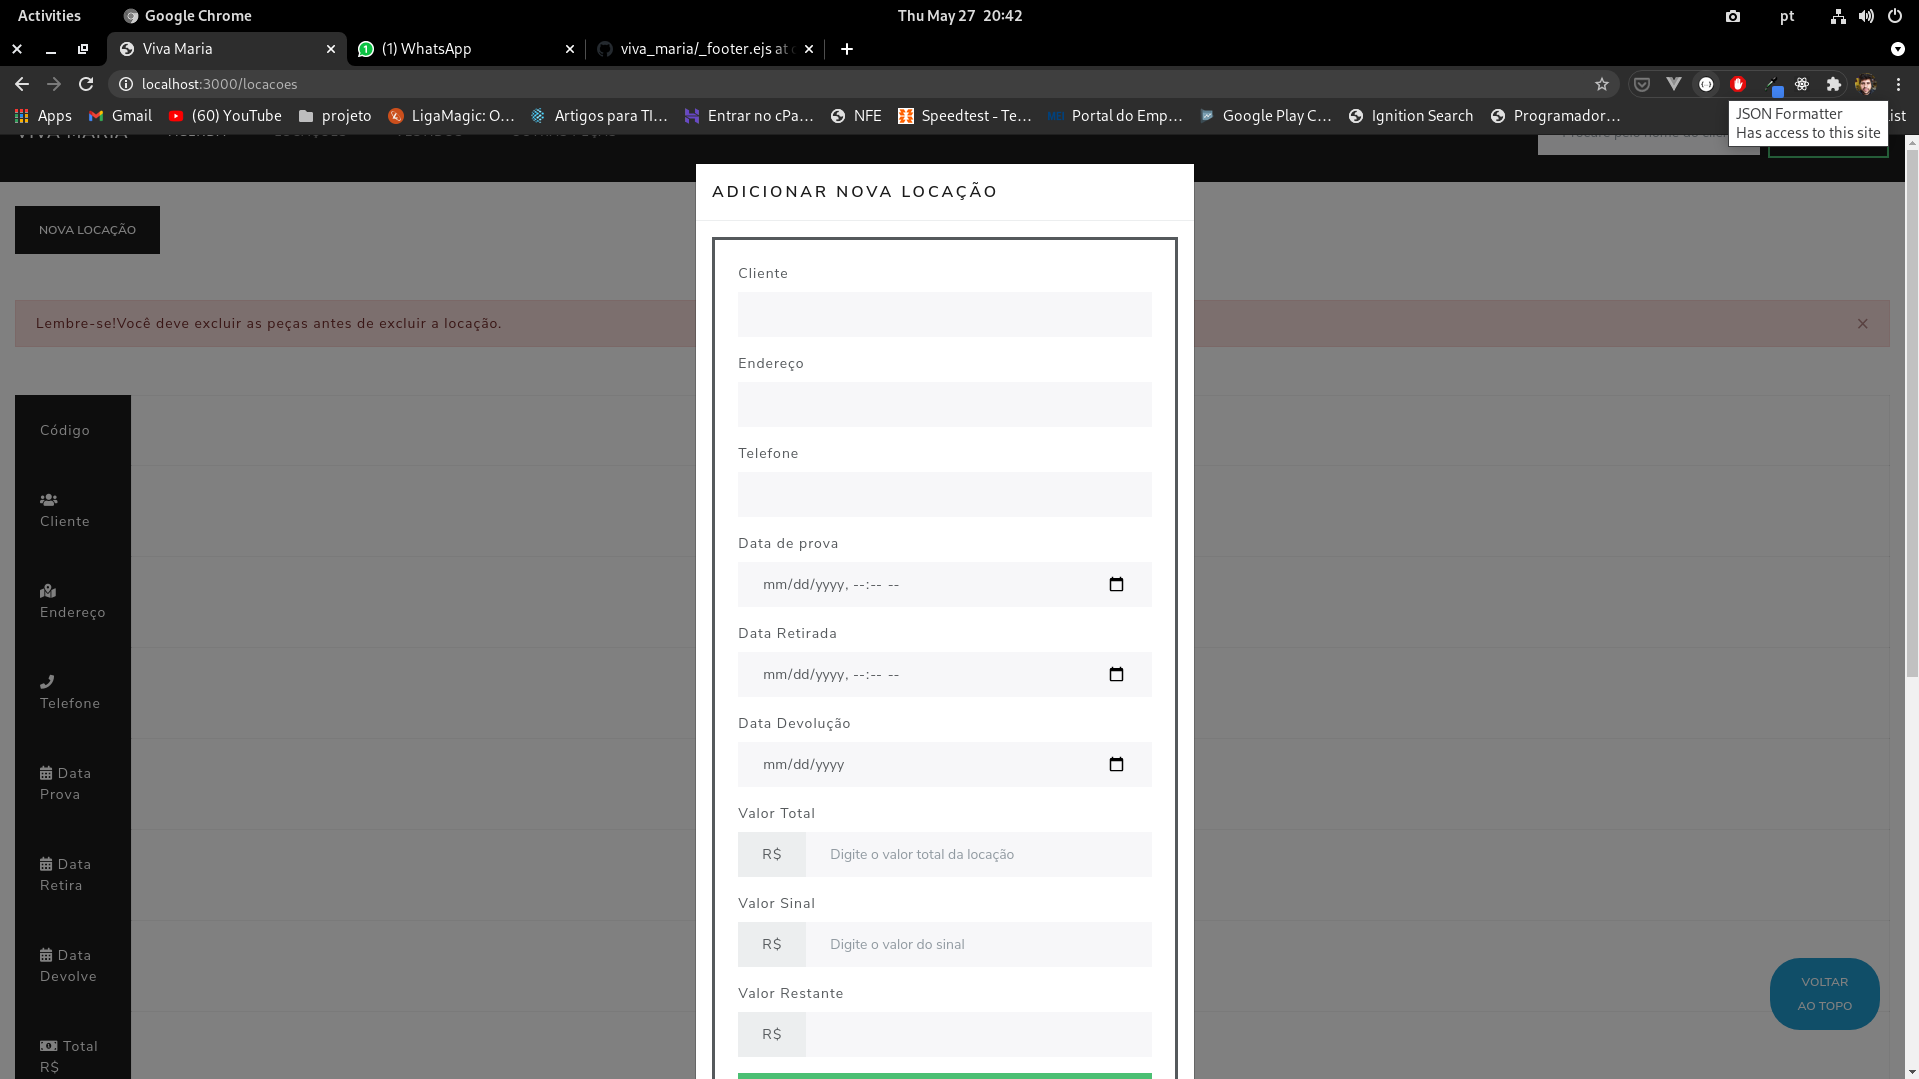 Activities
Google Chrome
Thu May 27 20:42
pt
Viva Maria
(1) WhatsApp
viva_maria/_footer.ejs at
localhost:3000/locacoes
Apps
Gmail
(60) YouTube
projeto
LigaMagic: O…
Artigos para TI…
Entrar no cPa…
NFE
Speedtest - Te…
Portal do Emp…
Google Play C…
Ignition Search
Programador…
ist
JSON Formatter
Has access to this site
ADICIONAR NOVA LOCAÇÃO
NOVA LOCAÇÃO
Lembre-se!Você deve excluir as peças antes de excluir a locação.
Código
Cliente
Endereço
Telefone
Data
Prova
Data
Retira
Data
Devolve
Total
R$
Cliente
Endereço
Telefone
Data de prova
mm/dd/yyyy, --:-- --
Data Retirada
mm/dd/yyyy, --:-- --
Data Devolução
mm/dd/yyyy
Valor Total
R$
Digite o valor total da locação
Valor Sinal
R$
Digite o valor do sinal
Valor Restante
R$
VOLTAR
AO TOPO